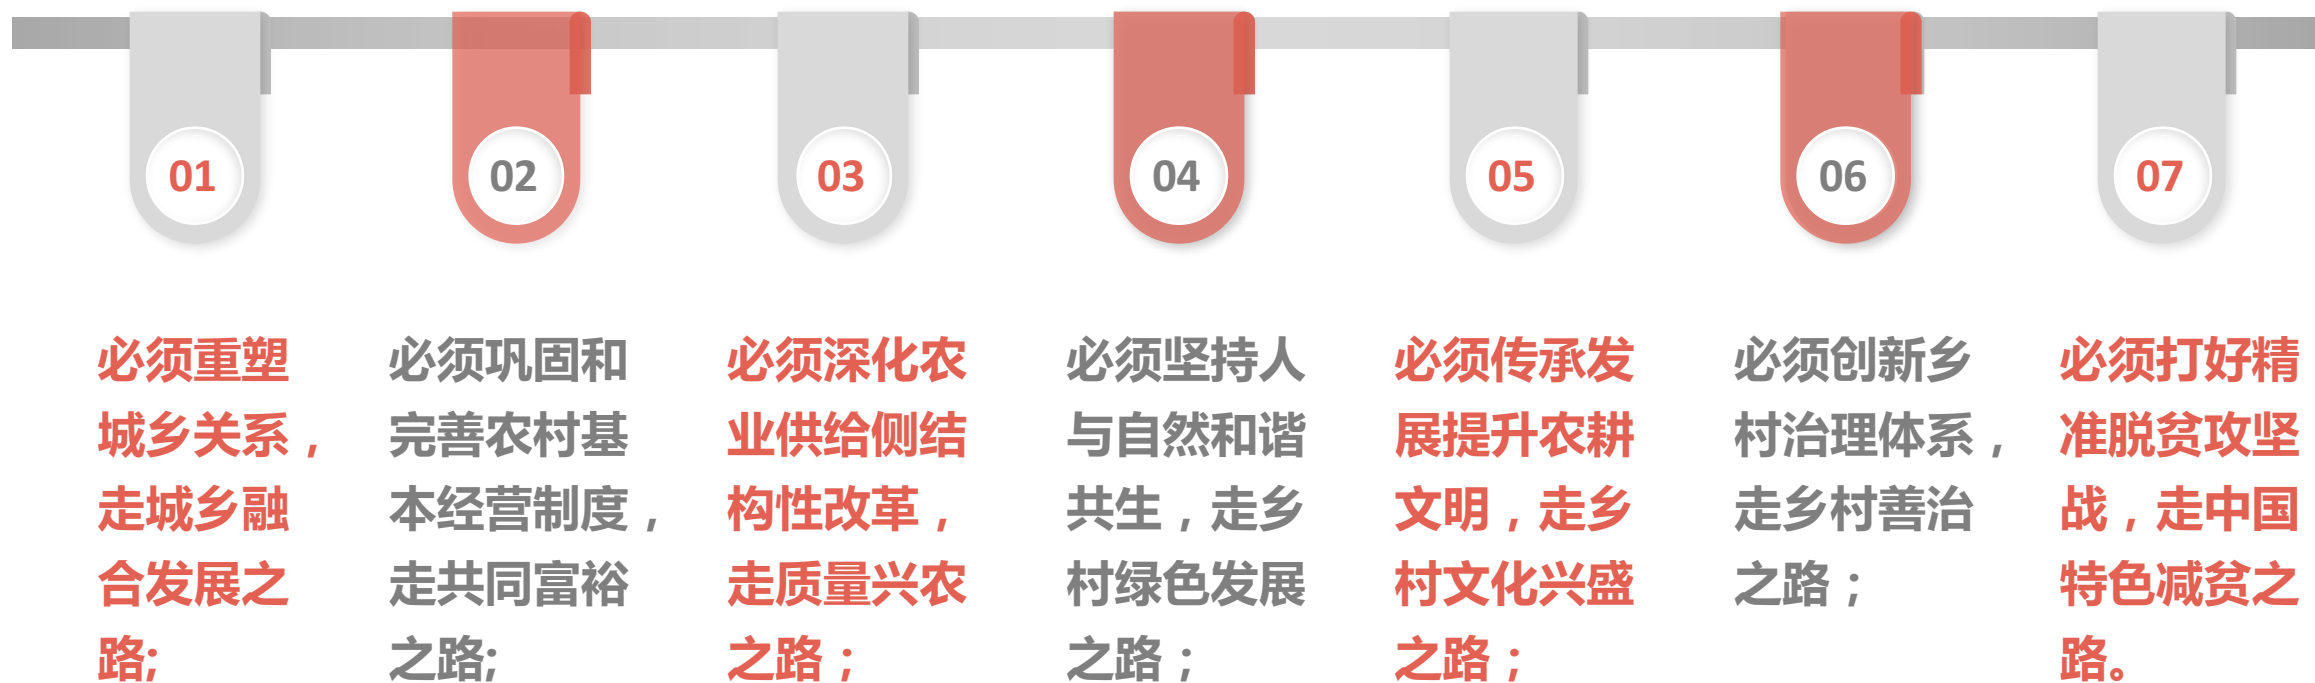 01
必须重塑
城乡关系，
走城乡融
合发展之
路;
02
必须巩固和
完善农村基
本经营制度，
走共同富裕
之路;
03
必须深化农
业供给侧结
构性改革，
走质量兴农
之路；
04
必须坚持人
与自然和谐
共生，走乡
村绿色发展
之路；
05
必须传承发
展提升农耕
文明，走乡
村文化兴盛
之路；
06
必须创新乡
村治理体系，
走乡村善治
之路；
07
必须打好精
准脱贫攻坚
战，走中国
特色减贫之
路。